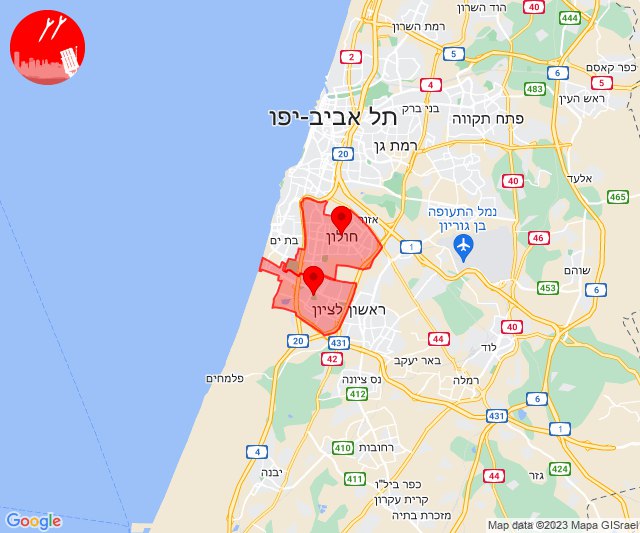 הוד השרון
40
444
רמת השרון
2
5
6
כפר קאסם
5
4
בני ברק
483
ראש העין
תל אביב-יפו
פתח תקווה
רמת גן
20
אלעד
40
465
אזור
נמל התעופה
בן גוריון
חולון
בת ים
1
46
שוהם
453
6
ראשון לציון
40
20
431
44
לוד
42
באר יעקב
פלמחים
נס ציונה
רמלה
412
6
431
1
4
410
רחובות
411
יבנה
44
גזר
424
כפר ביל"ו
קרית עקרון
מזכרת בתיה
Google
Map data ©2023 Mapa GISrael